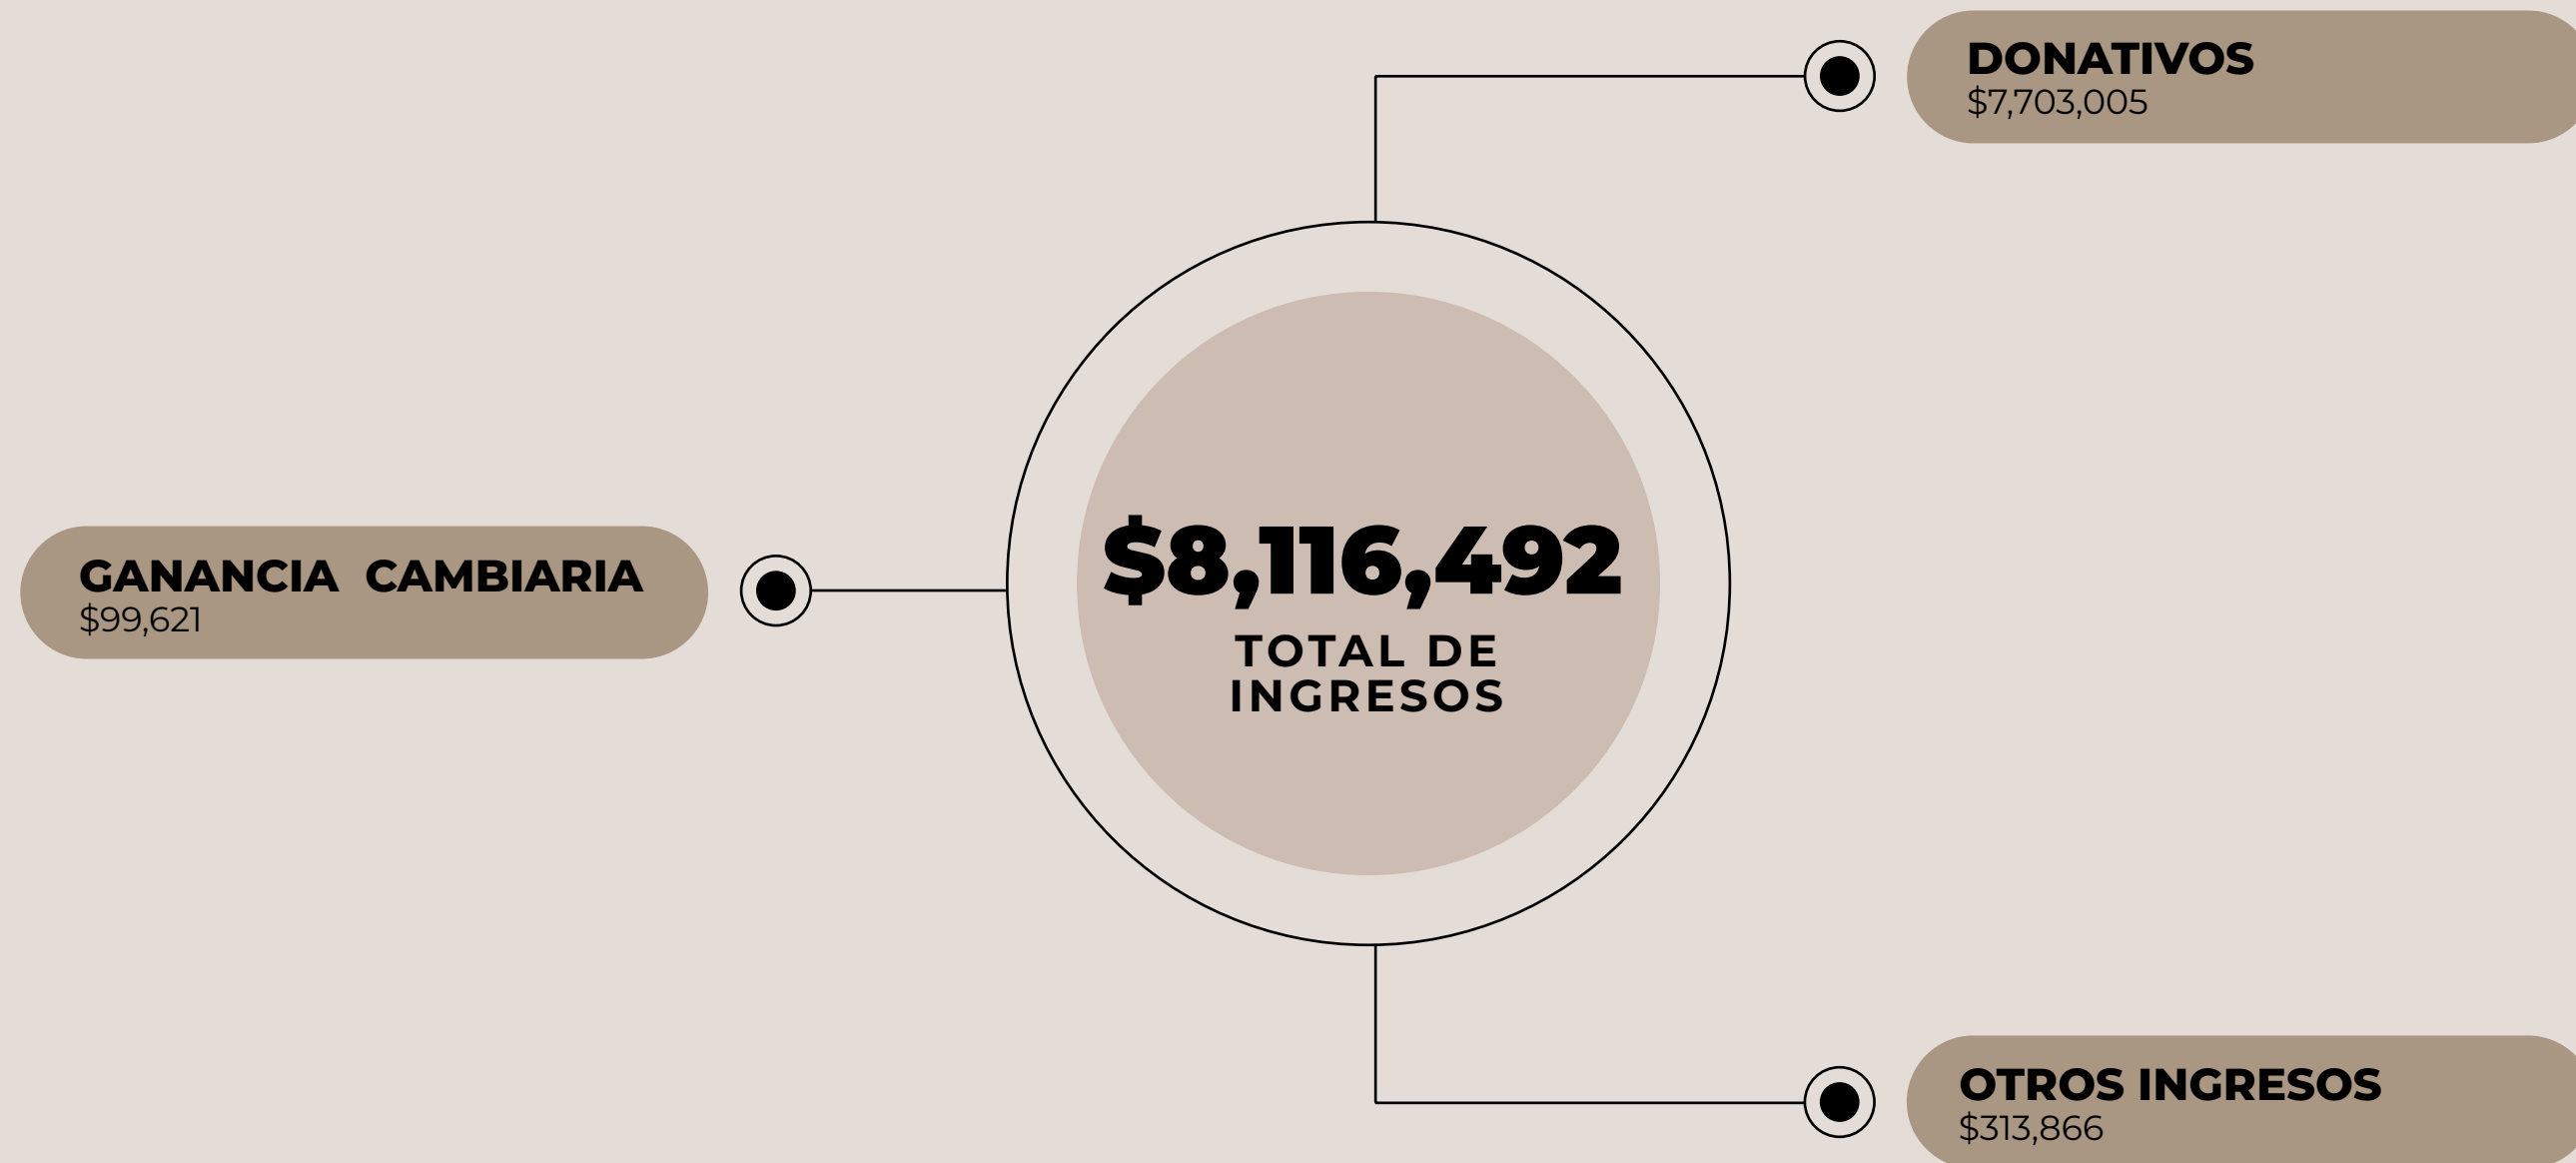 DONATIVOS
$7,703,005
GANANCIA CAMBIARIA
$99,621
$8,116,492
TOTAL DE
INGRESOS
OTROS INGRESOS
$313,866